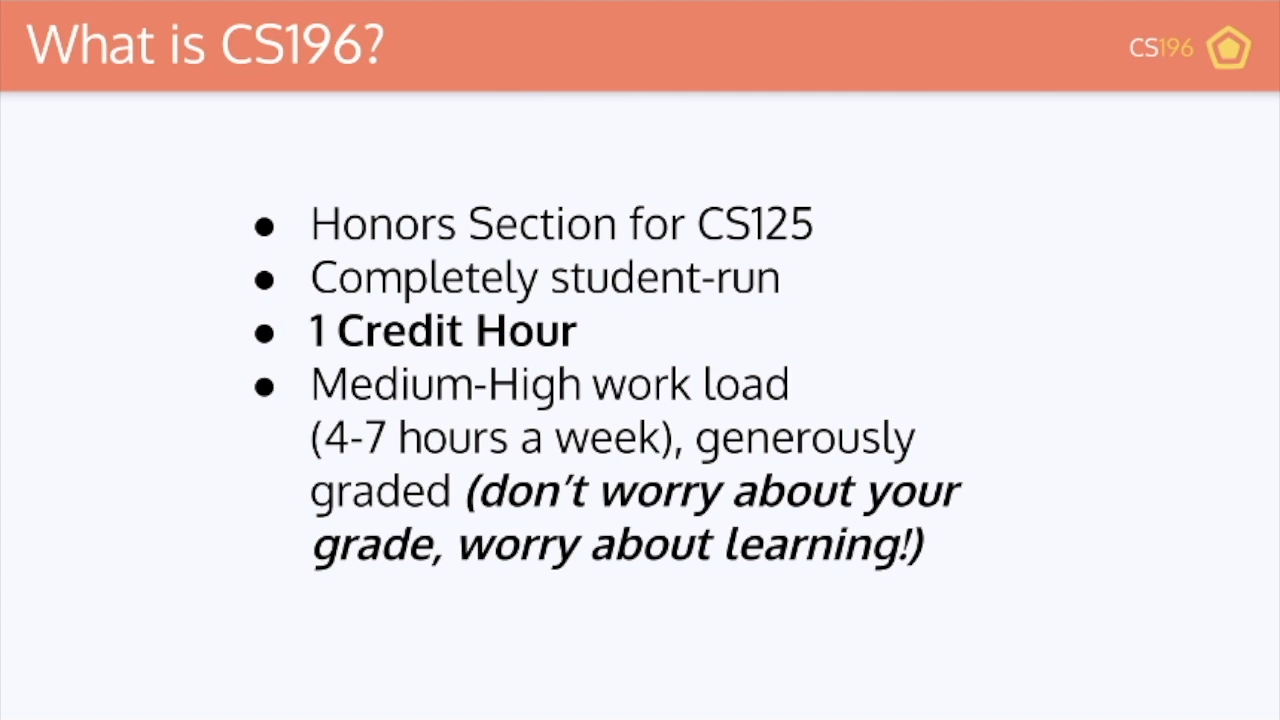 What is CS196?
CS196
● Honors Section for CS125
● Completely student-run
● 1 Credit Hour
● Medium-High work load
(4-7 hours a week), generously
graded (don't worry about your
grade, worry about learning!)